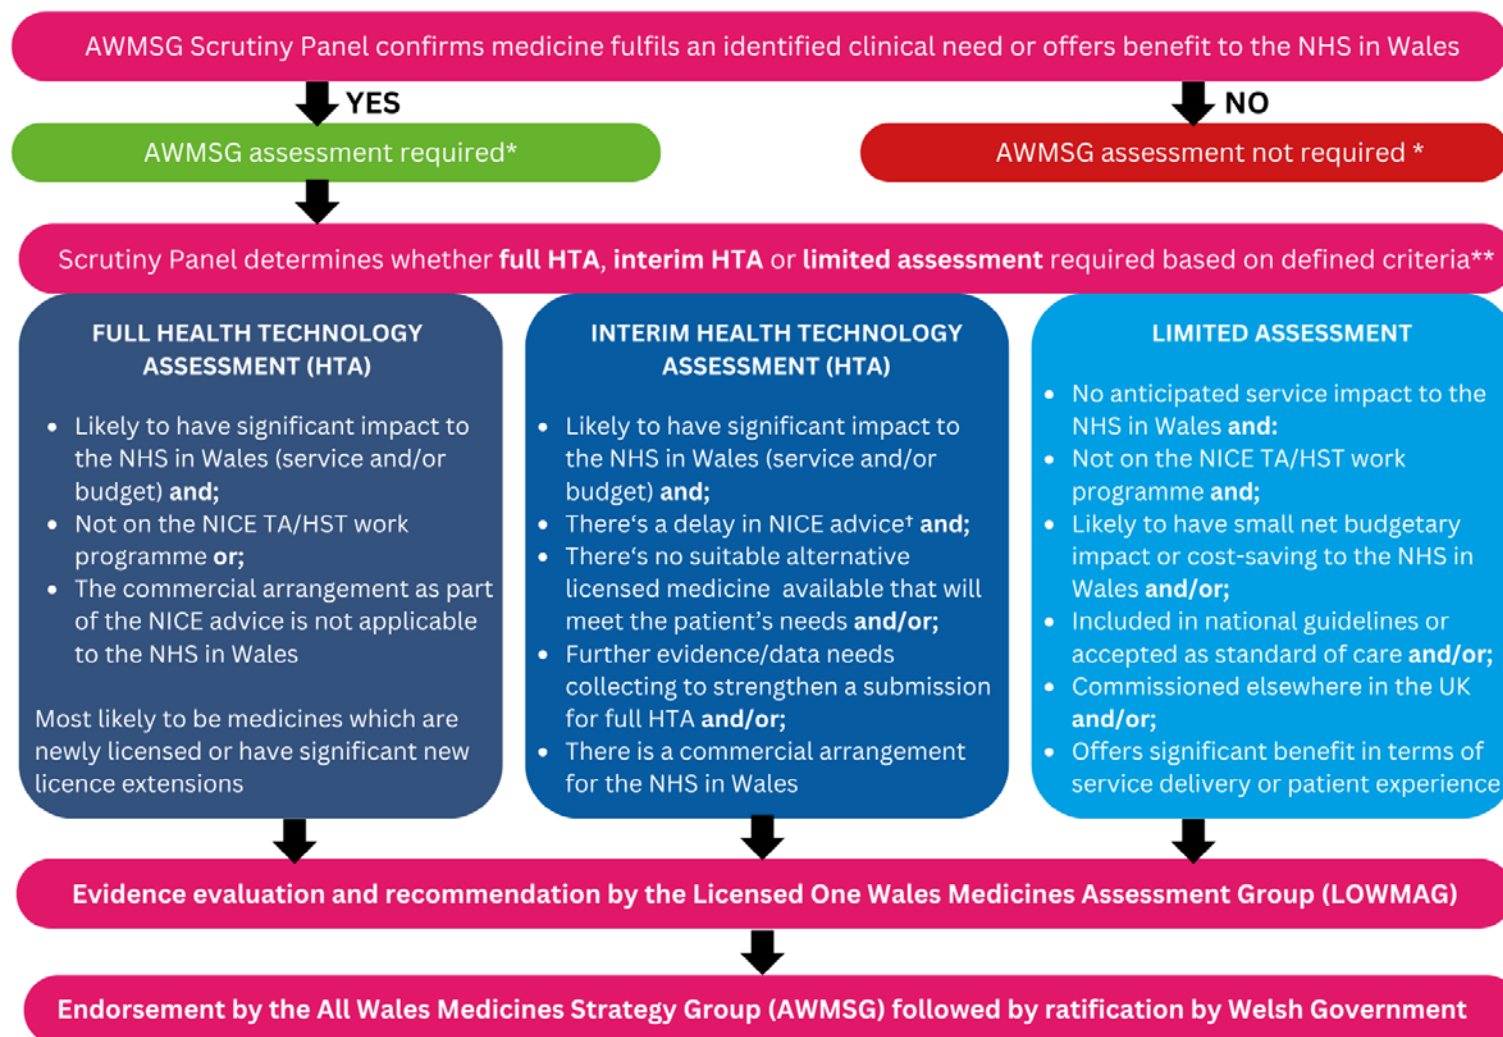 AWMSG Scrutiny Panel confirms medicine fulfils an identified clinical need or offers benefit to the NHS in Wales
YES
NO
AWMSG assessment required*
AWMSG assessment not required *
Scrutiny Panel determines whether full HTA, interim HTA or limited assessment required based on defined criteria**
FULL HEALTH TECHNOLOGY
ASSESSMENT (HTA)
• Likely to have significant impact to
the NHS in Wales (service and/or
budget) and;
• Not on the NICE TA/HST work
programme or;
• The commercial arrangement as part
of the NICE advice is not applicable
to the NHS in Wales
Most likely to be medicines which are
newly licensed or have significant new
licence extensions
INTERIM HEALTH TECHNOLOGY
ASSESSMENT (HTA)
• Likely to have significant impact to
the NHS in Wales (service and/or
budget) and;
• There‘s a delay in NICE advice† and;
• There‘s no suitable alternative
licensed medicine available that will
meet the patient’s needs and/or;
• Further evidence/data needs
collecting to strengthen a submission
for full HTA and/or;
• There is a commercial arrangement
for the NHS in Wales
LIMITED ASSESSMENT
• No anticipated service impact to the
NHS in Wales and:
• Not on the NICE TA/HST work
programme and;
• Likely to have small net budgetary
impact or cost-saving to the NHS in
Wales and/or;
• Included in national guidelines or
accepted as standard of care and/or;
• Commissioned elsewhere in the UK
and/or;
• Offers significant benefit in terms of
service delivery or patient experience
Evidence evaluation and recommendation by the Licensed One Wales Medicines Assessment Group (LOWMAG)
Endorsement by the All Wales Medicines Strategy Group (AWMSG) followed by ratification by Welsh Government